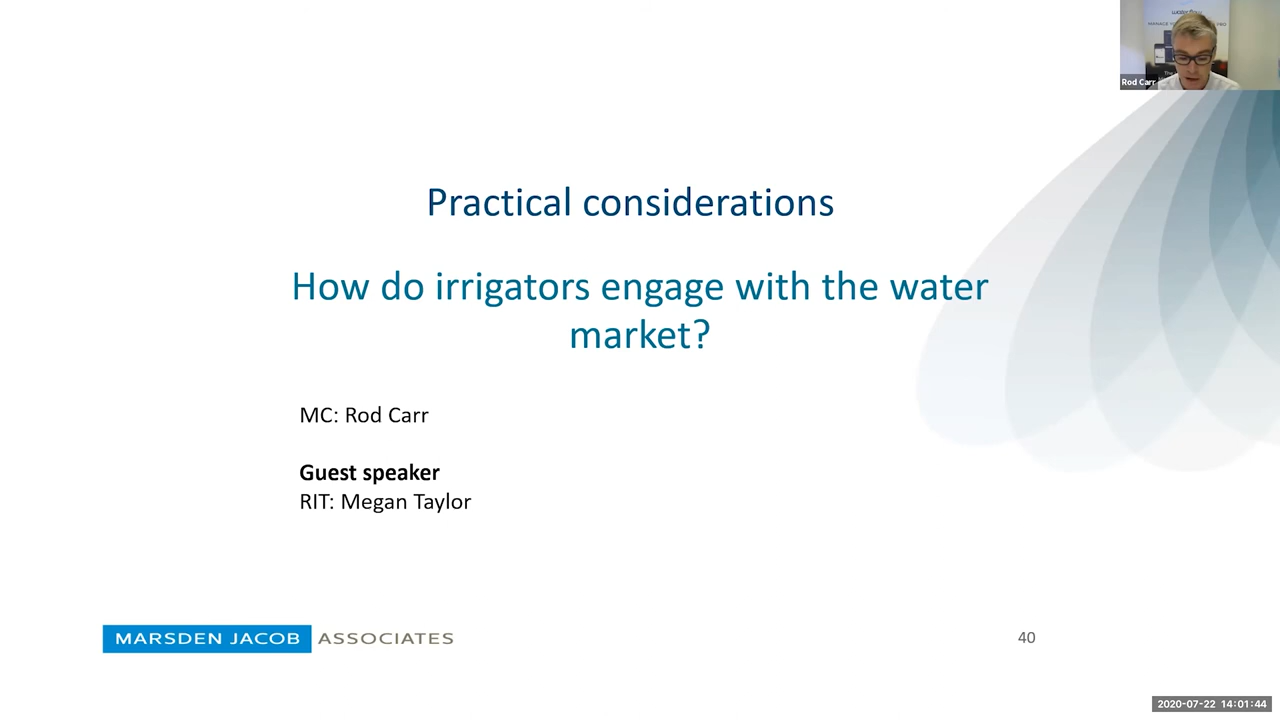 Rod Carr
Practical considerations
How do irrigators engage with the water
market?
MC: Rod Carr
Guest speaker
RIT: Megan Taylor
MARSDEN JACOB ASSOCIATES
40
2020-07-22 14:01:44